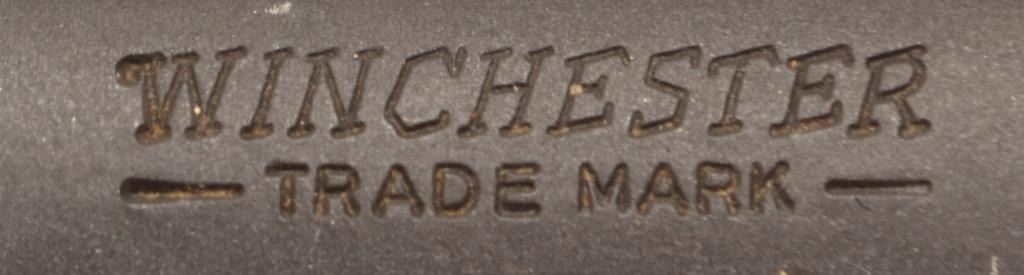 WINCHESTER
— TRADE MARK —